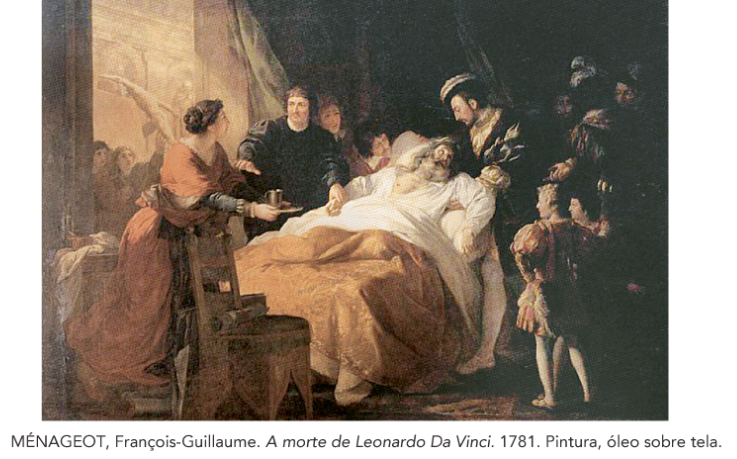 MÉNAGEOT, François-Guillaume. A morte de Leonardo Da Vinci. 1781. Pintura, óleo sobre tela.